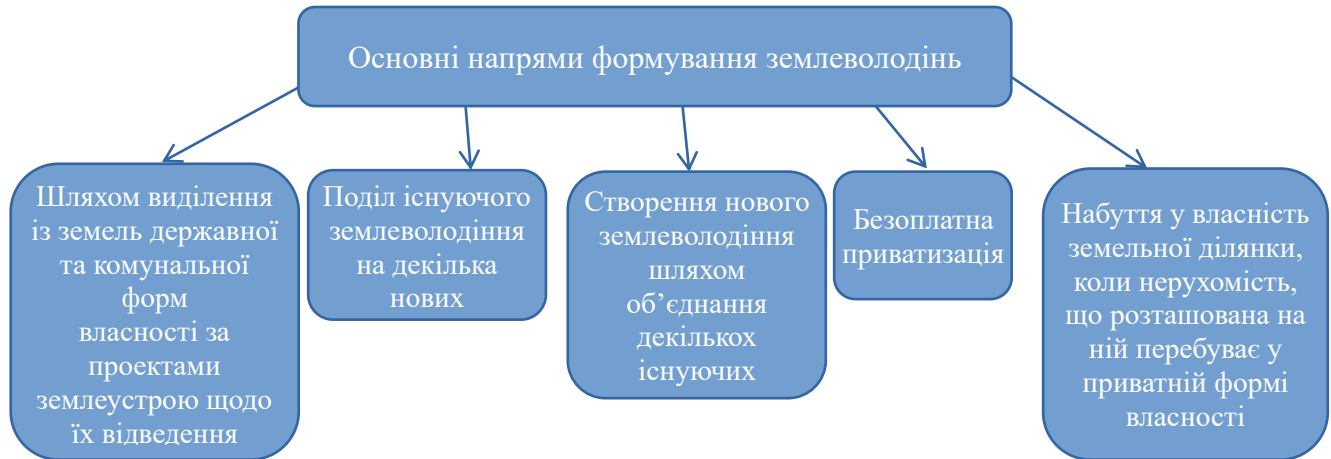 Основні напрями формування землеволодінь
Шляхом виділення
із земель державної
та комунальної
форм
власності за
проектами
землеустрою щодо
їх відведення
Поділ існуючого
землеволодіння
на декілька
нових
Створення нового
землеволодіння
шляхом
об’єднання
декількох
існуючих
Безоплатна
приватизація
Набуття у власність
земельної ділянки,
коли нерухомість,
що розташована на
ній перебуває у
приватній формі
власності